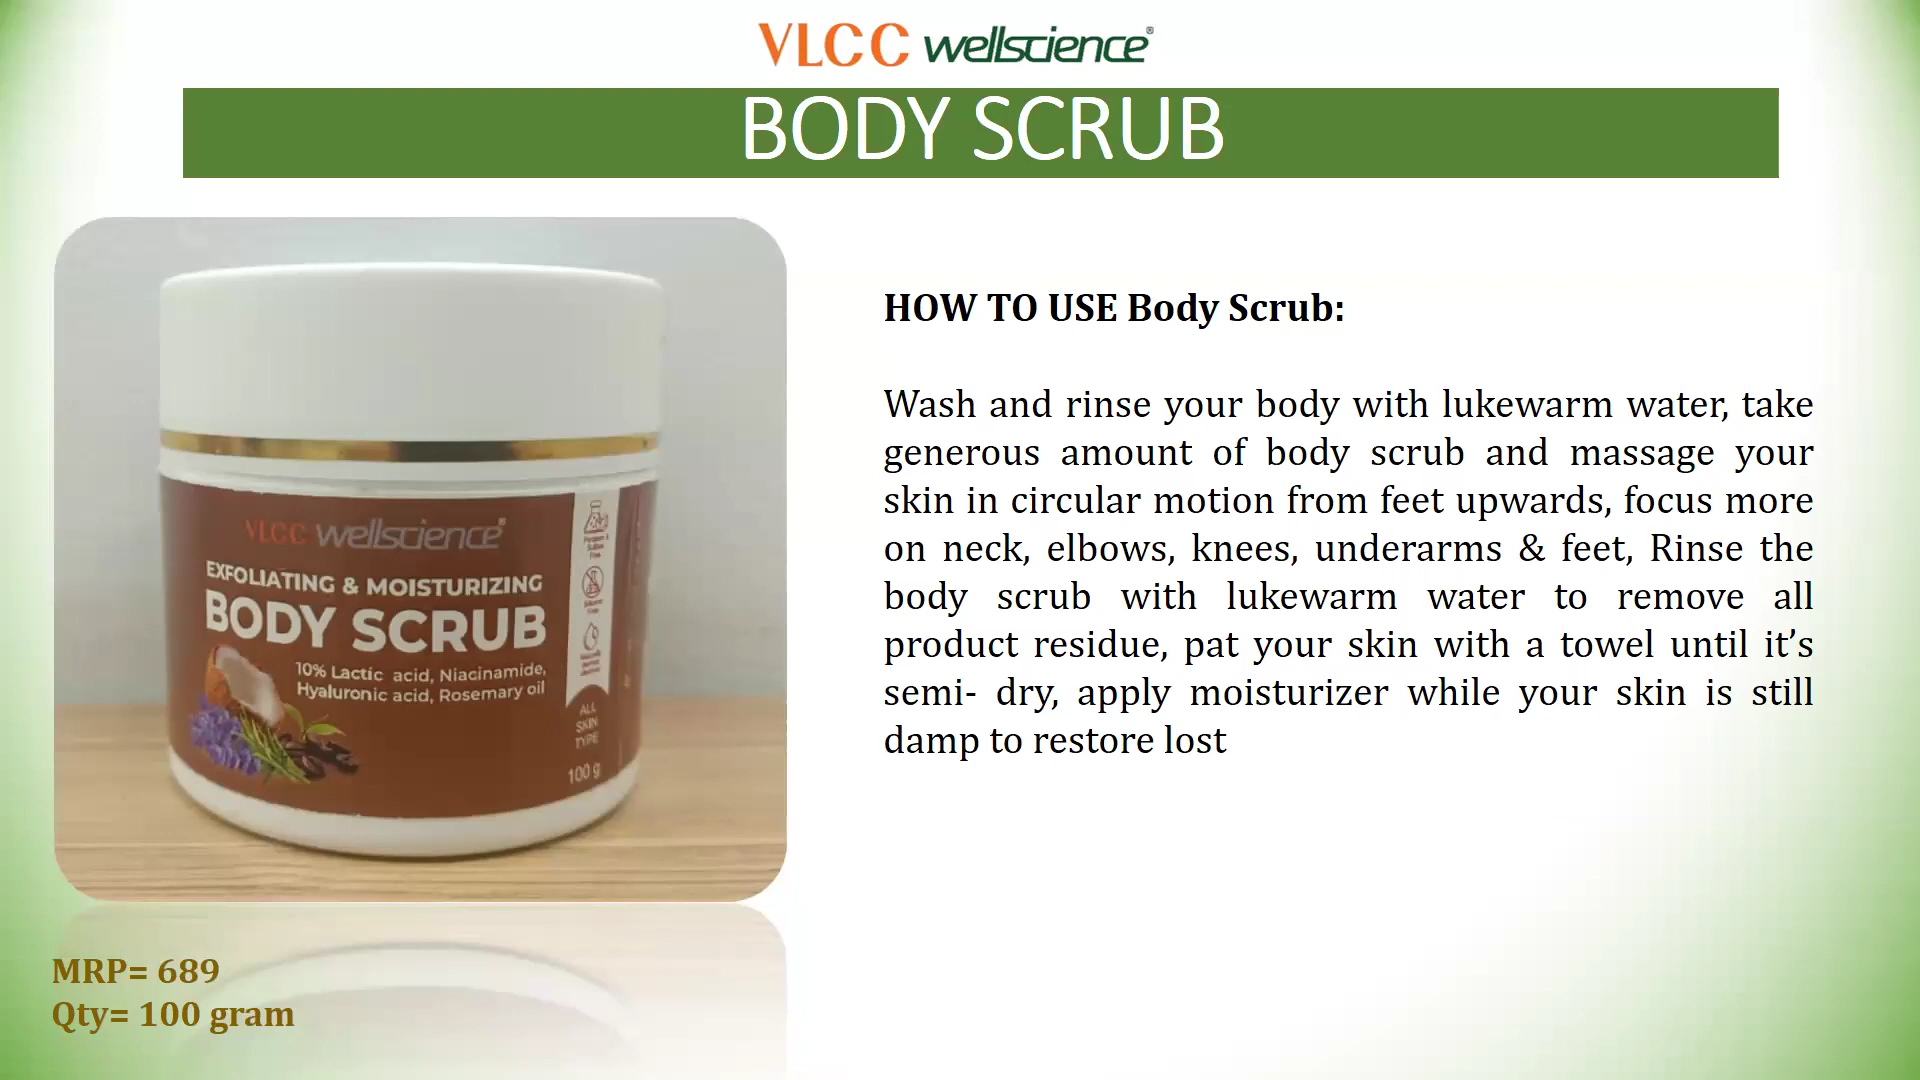 VLCC wellscience®
BODY SCRUB
VLCC wellscience®
EXFOLIATING & MOISTURIZING
BODY SCRUB
10% Lactic acid, Niacinamide,
Hyaluronic acid, Rosemary oil
ALL
SKIN
TYPE
100 g
HOW TO USE Body Scrub:
Wash and rinse your body with lukewarm water, take
generous amount of body scrub and massage your
skin in circular motion from feet upwards, focus more
on neck, elbows, knees, underarms & feet, Rinse the
body scrub with lukewarm water to remove all
product residue, pat your skin with a towel until it’s
semi- dry, apply moisturizer while your skin is still
damp to restore lost
MRP= 689
Qty= 100 gram